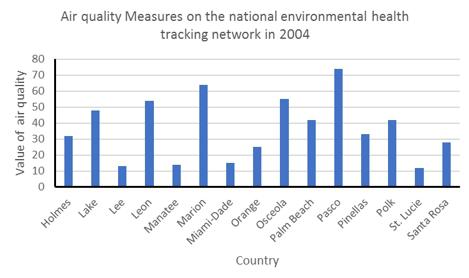 Air quality Measures on the national environmental health
tracking network in 2004
Value of air quality
80
70
60
50
40
30
20
10
0
Holmes
Lake
Lee
Leon
Manatee
Marion
Miami-Dade
Orange
Osceola
Palm Beach
Pasco
Pinellas
Polk
St. Lucie
Santa Rosa
Country